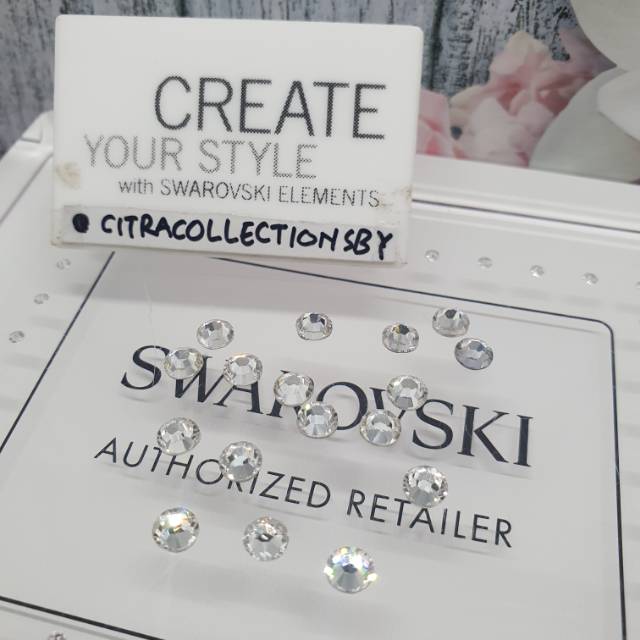 CREATE
YOUR STYLE
with SWAROVSKI ELEMENTS
CITRACOLLECTIONSBY
SWAROVSKI
AUTHORIZED RETAILER